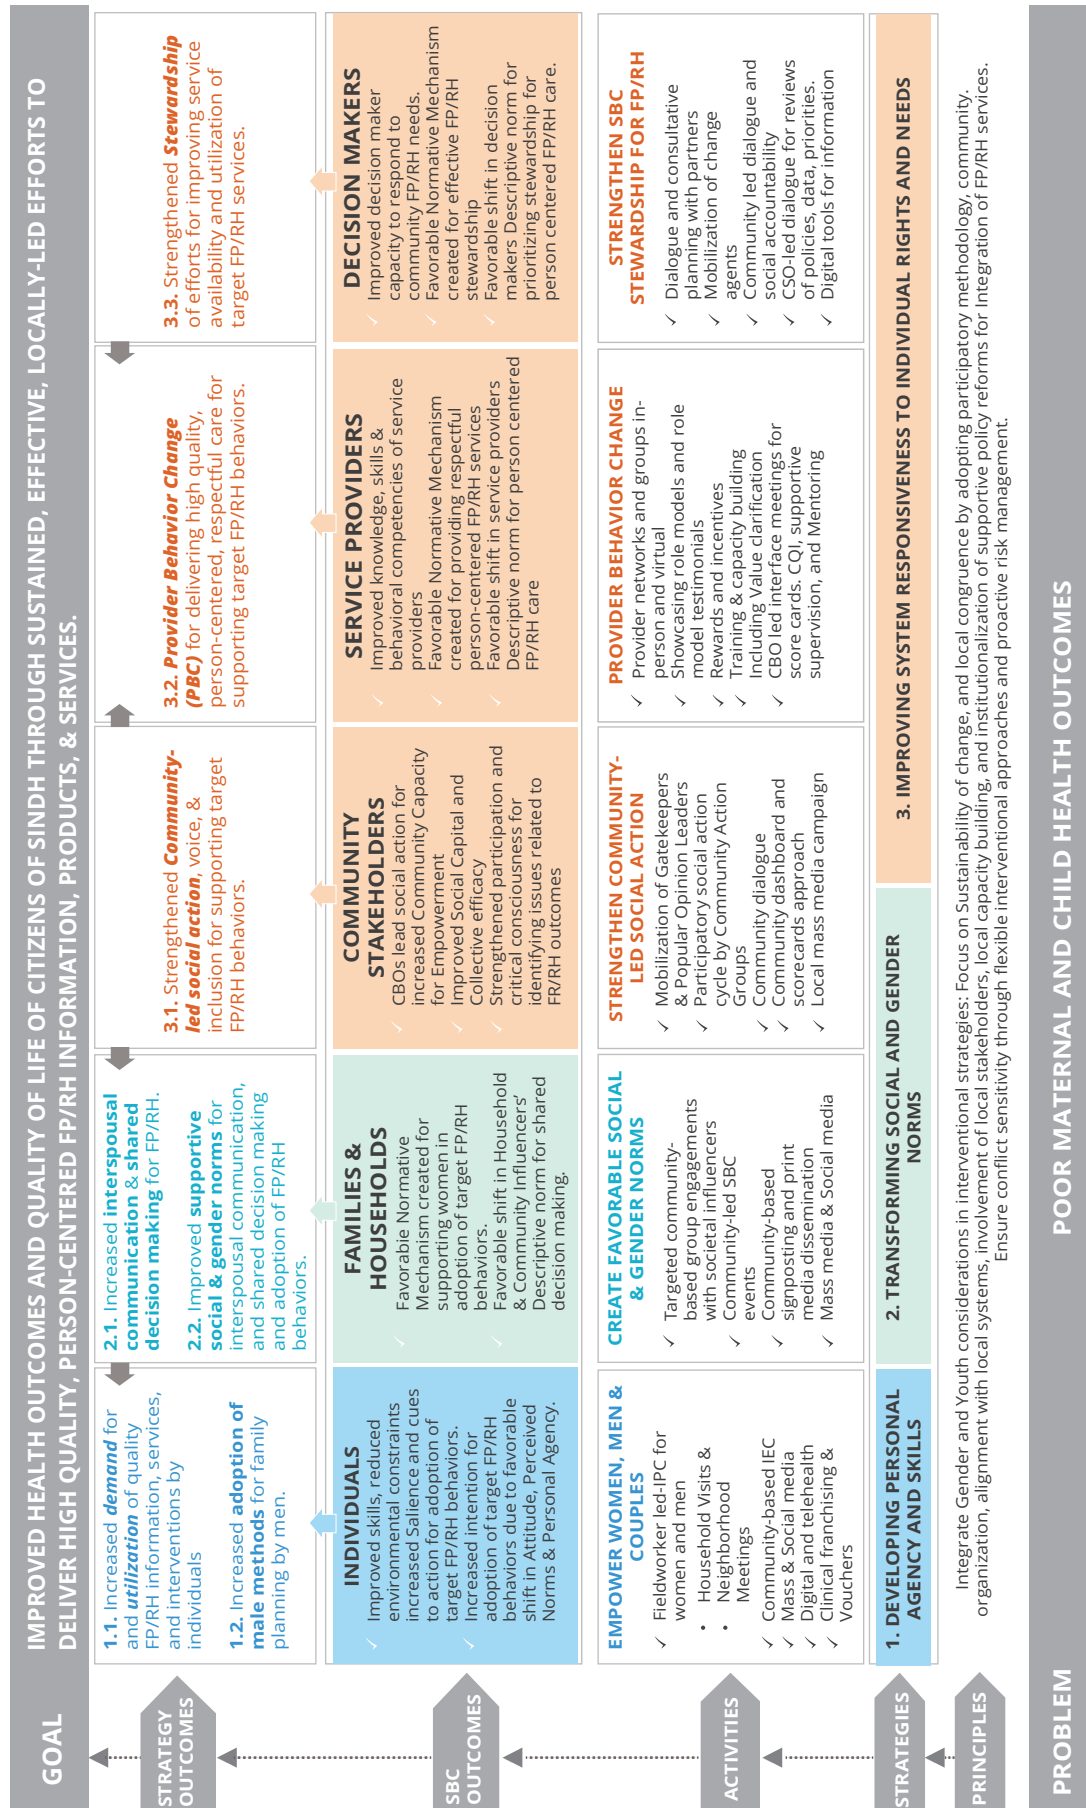 GOAL
IMPROVED HEALTH OUTCOMES AND QUALITY OF LIFE OF CITIZENS OF SINDH THROUGH SUSTAINED, EFFECTIVE, LOCALLY-LED EFFORTS TO
DELIVER HIGH QUALITY, PERSON-CENTERED FP/RH INFORMATION, PRODUCTS, & SERVICES.
STRATEGY
OUTCOMES
1.1. Increased demand for
and utilization of quality
FP/RH information, services,
and interventions by
individuals
1.2. Increased adoption of
male methods for family
planning by men.
2.1. Increased interspousal
communication & shared
decision making for FP/RH.
2.2. Improved supportive
social & gender norms for
interspousal communication,
and shared decision making
and adoption of FP/RH
behaviors.
3.1. Strengthened Community-
led social action, voice, &
inclusion for supporting target
FP/RH behaviors.
3.2. Provider Behavior Change
(PBC) for delivering high quality,
person-centered, respectful care for
supporting target FP/RH behaviors.
3.3. Strengthened Stewardship
of efforts for improving service
availability and utilization of
target FP/RH services.
SBC
OUTCOMES
INDIVIDUALS
✓ Improved skills, reduced
environmental constraints
increased Salience and cues
to action for adoption of
target FP/RH behaviors.
✓ Increased intention for
adoption of target FP/RH
behaviors due to favorable
shift in Attitude, Perceived
Norms & Personal Agency.
FAMILIES &
HOUSEHOLDS
✓ Favorable Normative
Mechanism created for
supporting women in
adoption of target FP/RH
behaviors.
✓ Favorable shift in Household
& Community Influencers’
Descriptive norm for shared
decision making.
COMMUNITY
STAKEHOLDERS
✓ CBOs lead social action for
increased Community Capacity
for Empowerment
✓ Improved Social Capital and
Collective efficacy
✓ Strengthened participation and
critical consciousness for
identifying issues related to
FR/RH outcomes
SERVICE PROVIDERS
✓ Improved knowledge, skills &
behavioral competencies of service
providers
✓ Favorable Normative Mechanism
created for providing respectful
person-centered FP/RH services
✓ Favorable shift in service providers
Descriptive norm for person centered
FP/RH care
DECISION MAKERS
✓ Improved decision maker
capacity to respond to
community FP/RH needs.
✓ Favorable Normative Mechanism
created for effective FP/RH
stewardship
✓ Favorable shift in decision
makers Descriptive norm for
prioritizing stewardship for
person centered FP/RH care.
ACTIVITIES
EMPOWER WOMEN, MEN &
COUPLES
✓ Fieldworker led-IPC for
women and men
• Household Visits &
• Neighborhood
Meetings
✓ Community-based IEC
✓ Mass & Social media
✓ Digital and telehealth
✓ Clinical franchising &
Vouchers
CREATE FAVORABLE SOCIAL
& GENDER NORMS
✓ Targeted community-
based group engagements
with societal influencers
✓ Community-led SBC
events
✓ Community-based
signposting and print
media dissemination
✓ Mass media & Social media
STRENGTHEN COMMUNITY-
LED SOCIAL ACTION
✓ Mobilization of Gatekeepers
& Popular Opinion Leaders
✓ Participatory social action
cycle by Community Action
Groups
✓ Community dialogue
✓ Community dashboard and
scorecards approach
✓ Local mass media campaign
PROVIDER BEHAVIOR CHANGE
✓ Provider networks and groups in-
person and virtual
✓ Showcasing role models and role
model testimonials
✓ Rewards and incentives
✓ Training & capacity building
Including Value clarification
✓ CBO led interface meetings for
score cards. CQI, supportive
supervision, and Mentoring
STRENGTHEN SBC
STEWARDSHIP FOR FP/RH
✓ Dialogue and consultative
planning with partners
✓ Mobilization of change
agents
✓ Community led dialogue and
social accountability
✓ CSO-led dialogue for reviews
of policies, data, priorities.
✓ Digital tools for information
STRATEGIES
1. DEVELOPING PERSONAL
AGENCY AND SKILLS
2. TRANSFORMING SOCIAL AND GENDER
NORMS
3. IMPROVING SYSTEM RESPONSIVENESS TO INDIVIDUAL RIGHTS AND NEEDS
PRINCIPLES
Integrate Gender and Youth considerations in interventional strategies: Focus on Sustainability of change, and local congruence by adopting participatory methodology, community.
organization, alignment with local systems, involvement of local stakeholders, local capacity building, and institutionalization of supportive policy reforms for Integration of FP/RH services.
Ensure conflict sensitivity through flexible interventional approaches and proactive risk management.
PROBLEM
POOR MATERNAL AND CHILD HEALTH OUTCOMES